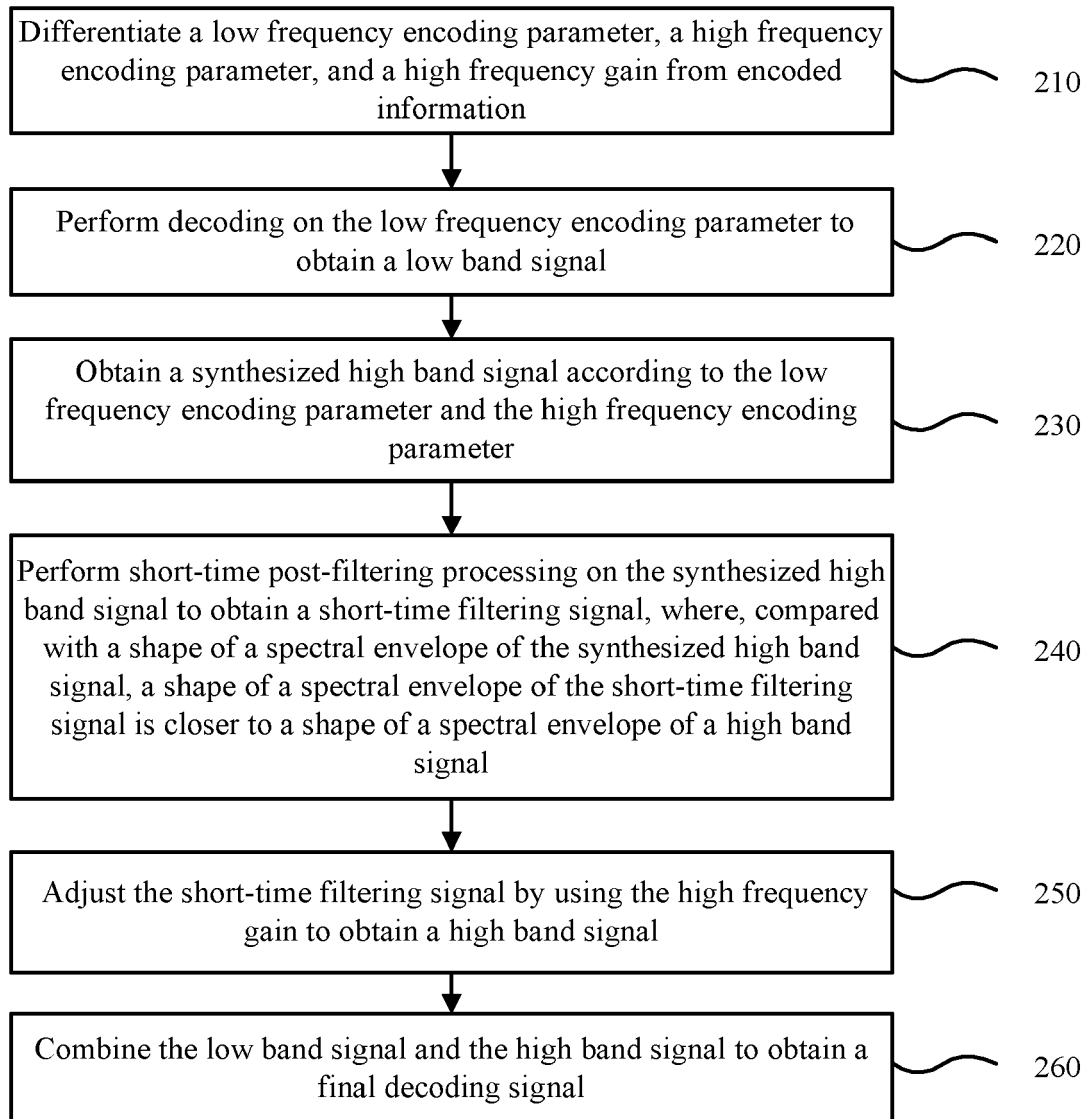 Differentiate a low frequency encoding parameter, a high frequency
encoding parameter, and a high frequency gain from encoded
information
210
Perform decoding on the low frequency encoding parameter to
obtain a low band signal
220
Obtain a synthesized high band signal according to the low
frequency encoding parameter and the high frequency encoding
parameter
230
Perform short-time post-filtering processing on the synthesized high
band signal to obtain a short-time filtering signal, where, compared
with a shape of a spectral envelope of the synthesized high band
signal, a shape of a spectral envelope of the short-time filtering
signal is closer to a shape of a spectral envelope of a high band
signal
240
Adjust the short-time filtering signal by using the high frequency
gain to obtain a high band signal
250
Combine the low band signal and the high band signal to obtain a
final decoding signal
260